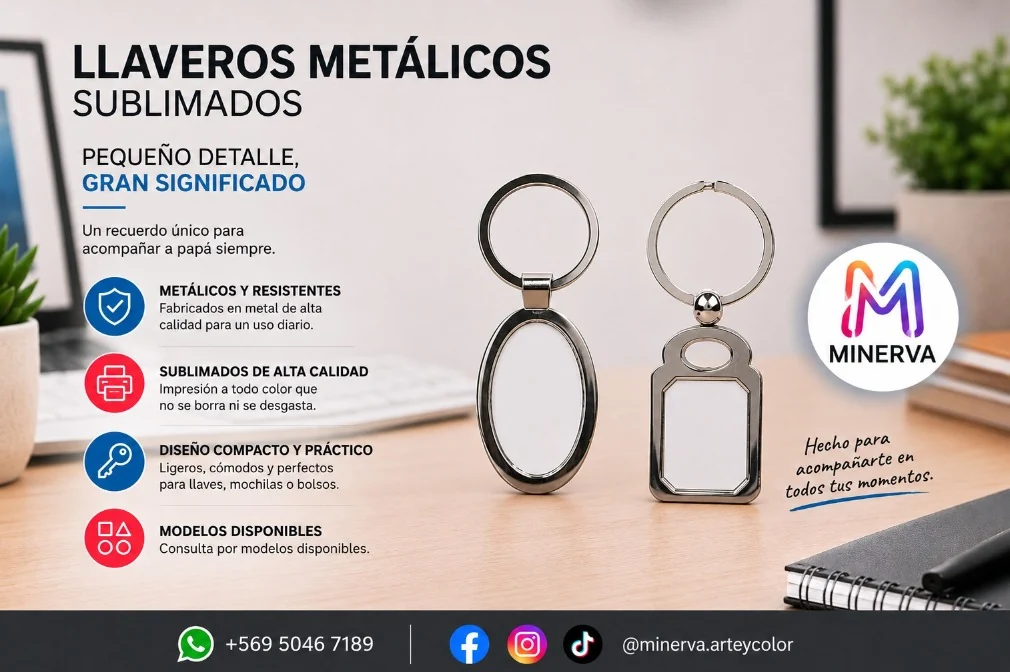 LLAVEROS METÁLICOS
SUBLIMADOS
PEQUEÑO DETALLE,
GRAN SIGNIFICADO
Un recuerdo único para
acompañar a papá siempre.
METÁLICOS Y RESISTENTES
Fabricados en metal de alta
calidad para un uso diario.
SUBLIMADOS DE ALTA CALIDAD
Impresión a todo color que
no se borra ni se desgasta.
DISEÑO COMPACTO Y PRÁCTICO
Ligeros, cómodos y perfectos
para llaves, mochilas o bolsos.
MODELOS DISPONIBLES
Consulta por modelos disponibles.
M
MINERVA
Hecho para
acompañarte en
todos tus momentos.
+569 5046 7189
@minerva.arteycolor